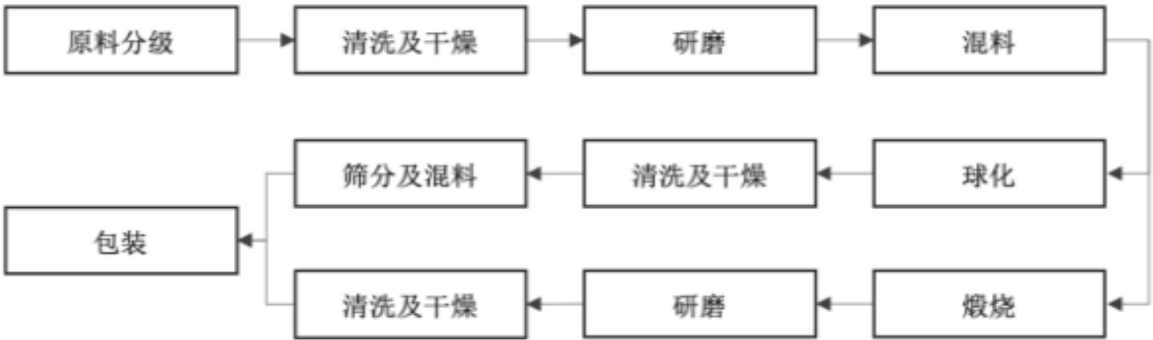 原料分级
清洗及干燥
研磨
混料
筛分及混料
清洗及干燥
球化
包装
清洗及干燥
研磨
煅烧